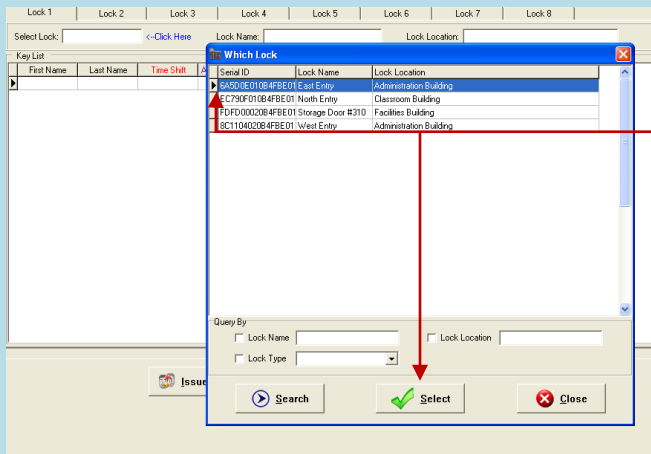 Lock 1 Lock 2 Lock 3 Lock 4 Lock 5 Lock 6 Lock 7 Lock 8
Select Lock: <--Click Here Lock Name: Lock Location:
Key List
First Name Last Name Time Shift A
Which Lock
Serial ID Lock Name Lock Location
6A5D0E010B4FBE01 East Entry Administration Building
EC790F010B4FBE01 North Entry Classroom Building
FDFD00020B4FBE01 Storage Door #310 Facilities Building
8C1104020B4FBE01 West Entry Administration Building
Query By
Lock Name Lock Location
Lock Type
Issue
Search Select Close